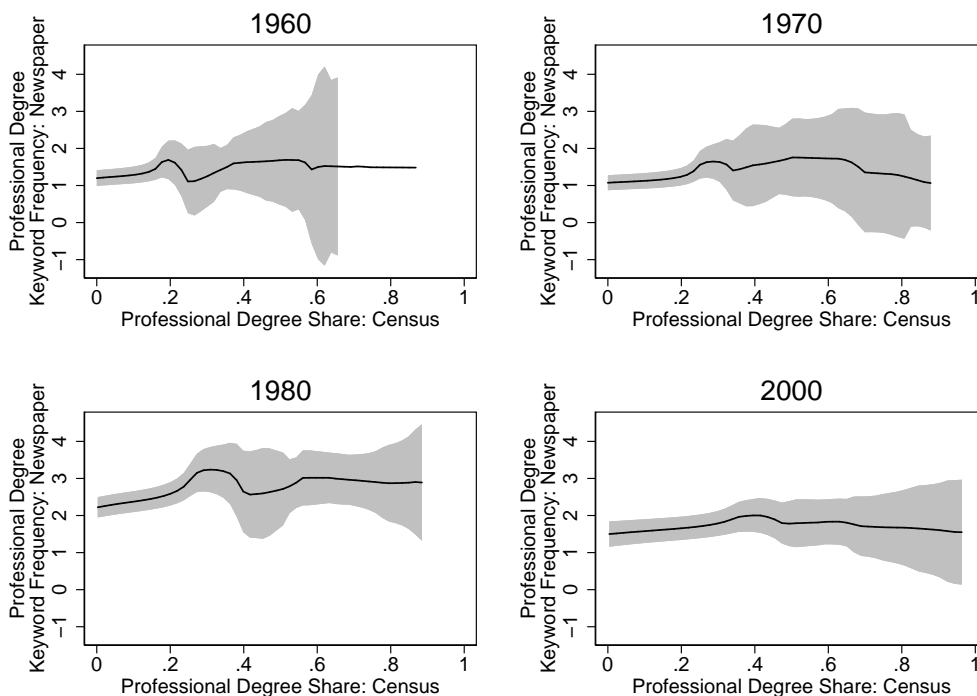 1960
Professional Degree
Keyword Frequency: Newspaper
4
3
2
1
0
−1
0 .2 .4 .6 .8 1
Professional Degree Share: Census
1970
Professional Degree
Keyword Frequency: Newspaper
4
3
2
1
0
−1
0 .2 .4 .6 .8 1
Professional Degree Share: Census
1980
Professional Degree
Keyword Frequency: Newspaper
4
3
2
1
0
−1
0 .2 .4 .6 .8 1
Professional Degree Share: Census
2000
Professional Degree
Keyword Frequency: Newspaper
4
3
2
1
0
−1
0 .2 .4 .6 .8 1
Professional Degree Share: Census